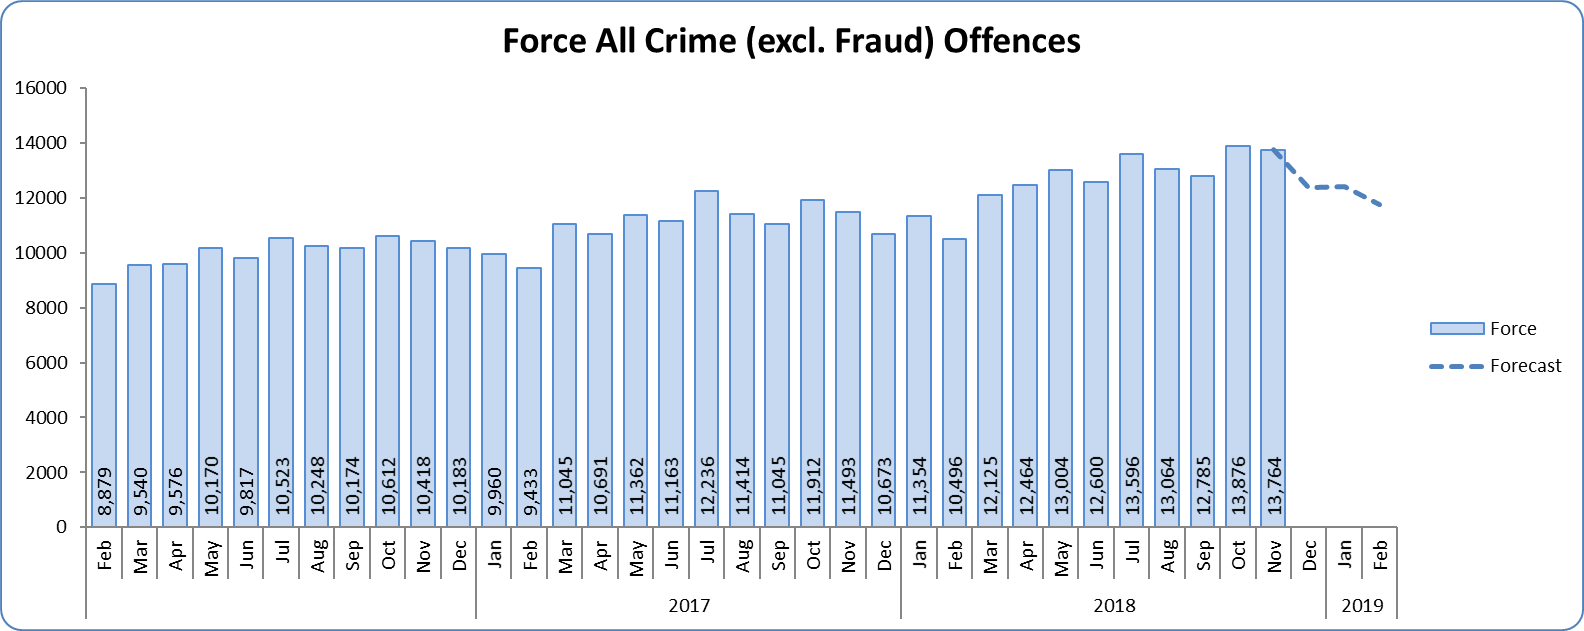 Force All Crime (excl. Fraud) Offences
16000
14000
12000
10000
8000
6000
4000
2000
0
8,879
9,540
9,576
10,170
9,817
10,523
10,248
10,174
10,612
10,418
10,183
9,960
9,433
11,045
10,691
11,362
11,163
12,236
11,414
11,045
11,912
11,493
10,673
11,354
10,496
12,125
12,464
13,004
12,600
13,596
13,064
12,785
13,876
13,764
Feb
Mar
Apr
May
Jun
Jul
Aug
Sep
Oct
Nov
Dec
Jan
Feb
Mar
Apr
May
Jun
Jul
Aug
Sep
Oct
Nov
Dec
Jan
Feb
Mar
Apr
May
Jun
Jul
Aug
Sep
Oct
Nov
Dec
Jan
Feb
2017
2018
2019
Force
Forecast